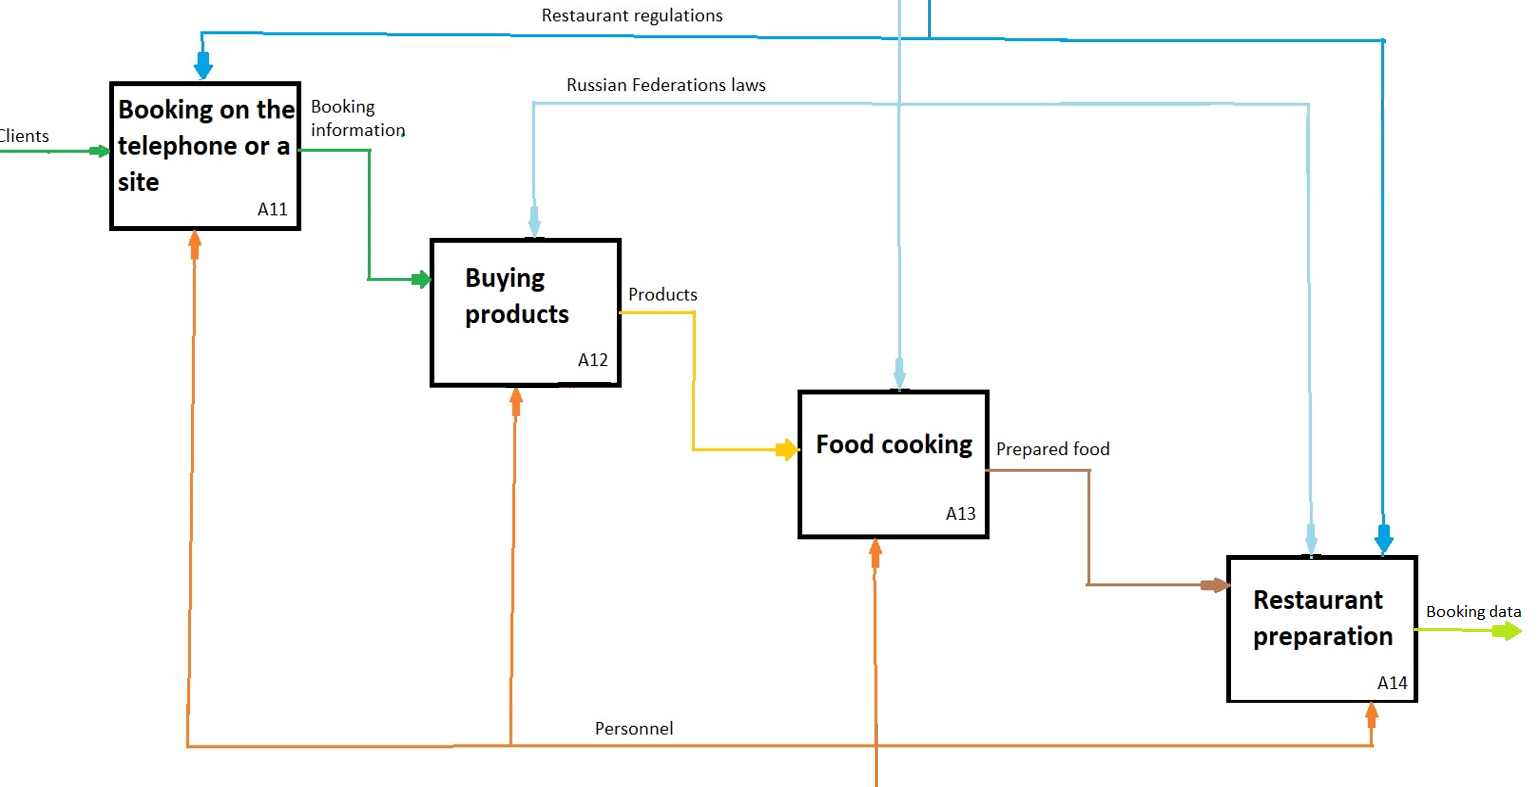 Restaurant regulations
Russian Federations laws
Clients
Booking on the
telephone or a
site
A11
Booking
information,
Buying
products
A12
Products
Food cooking
A13
Prepared food
Restaurant
preparation
A14
Booking data
Personnel